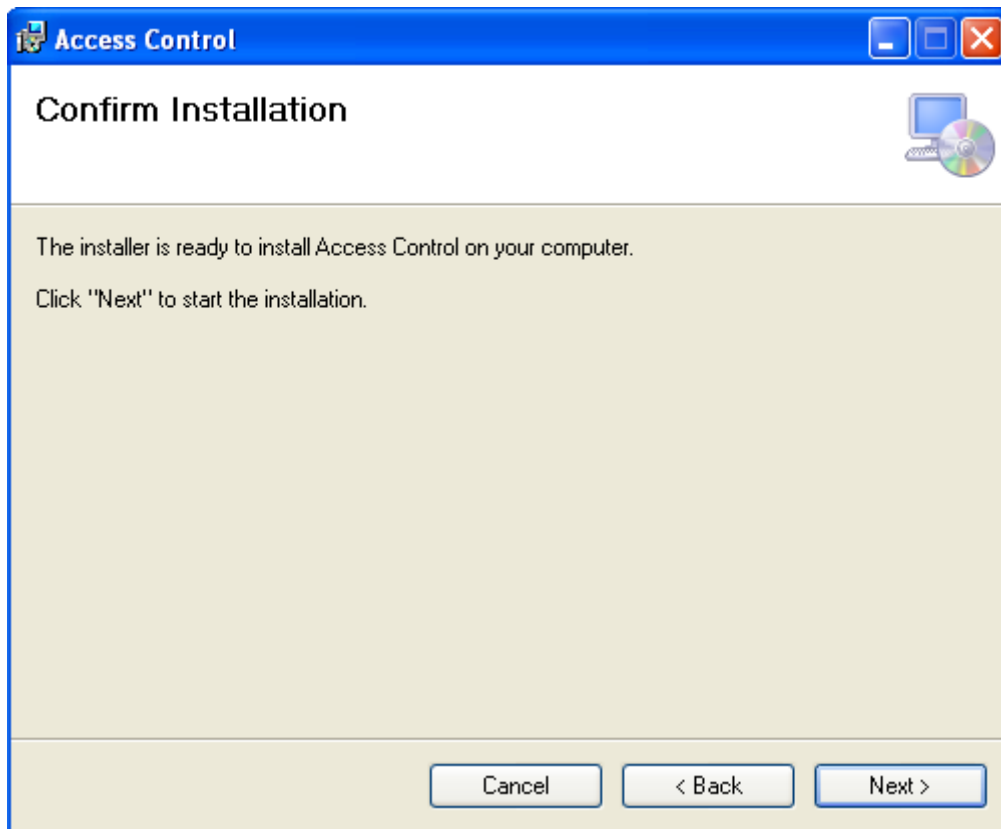 Access Control
Confirm Installation
The installer is ready to install Access Control on your computer.
Click "Next" to start the installation.
Cancel
< Back
Next >